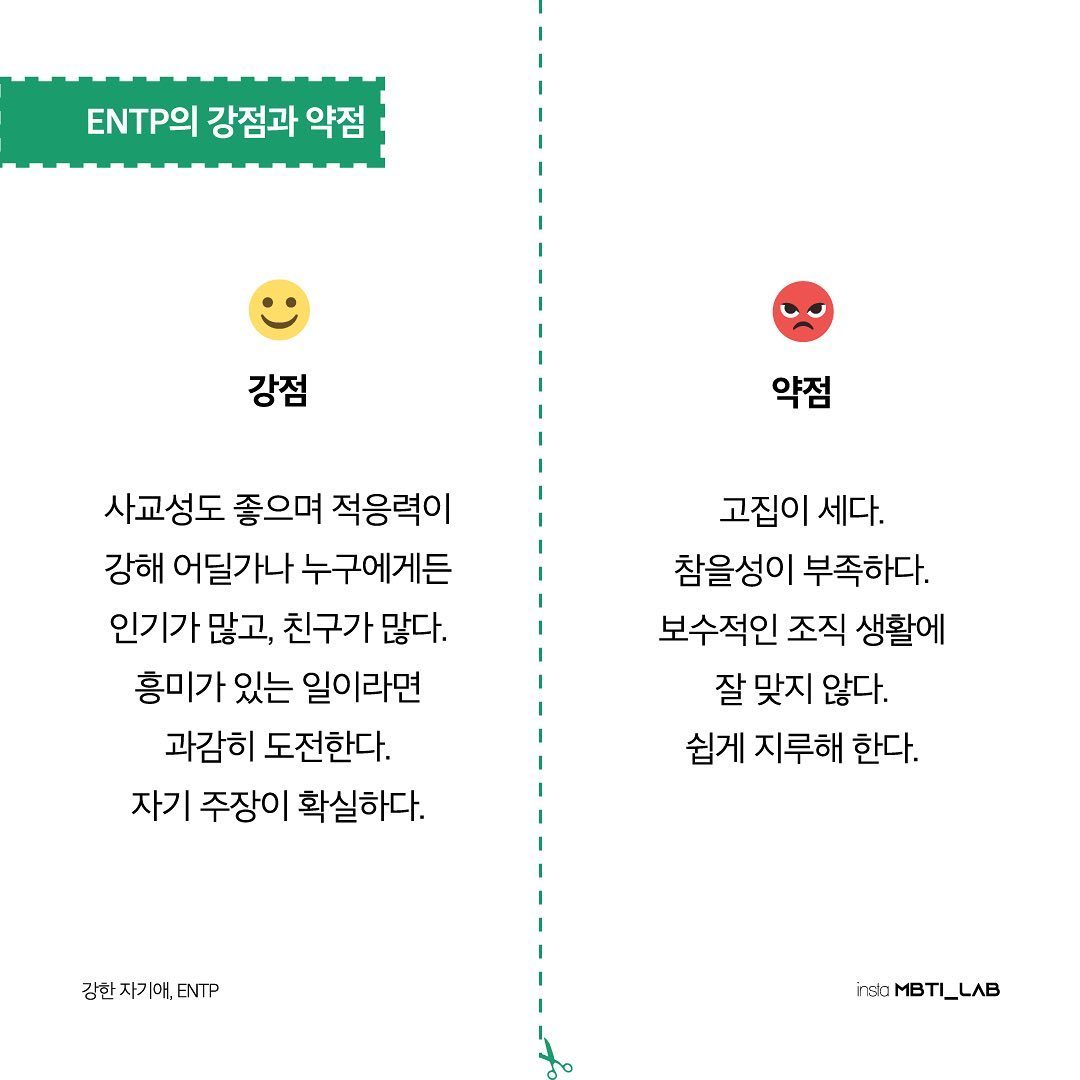 ENTP의 강점과 약점
강점
사교성도 좋으며 적응력이
강해 어딜가나 누구에게든
인기가 많고, 친구가 많다.
흥미가 있는 일이라면
과감히 도전한다.
자기 주장이 확실하다.
약점
고집이 세다.
참을성이 부족하다.
보수적인 조직 생활에
잘 맞지 않다.
쉽게 지루해 한다.
강한 자기애, ENTP
insta MBTI_LAB